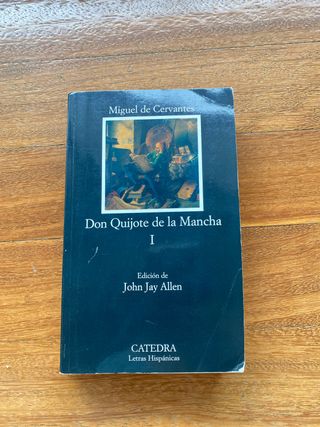 Miguel de Cervantes
Don Quijote de la Mancha
I
Edición de
John Jay Allen
CATEDRA
Letras Hispánicas